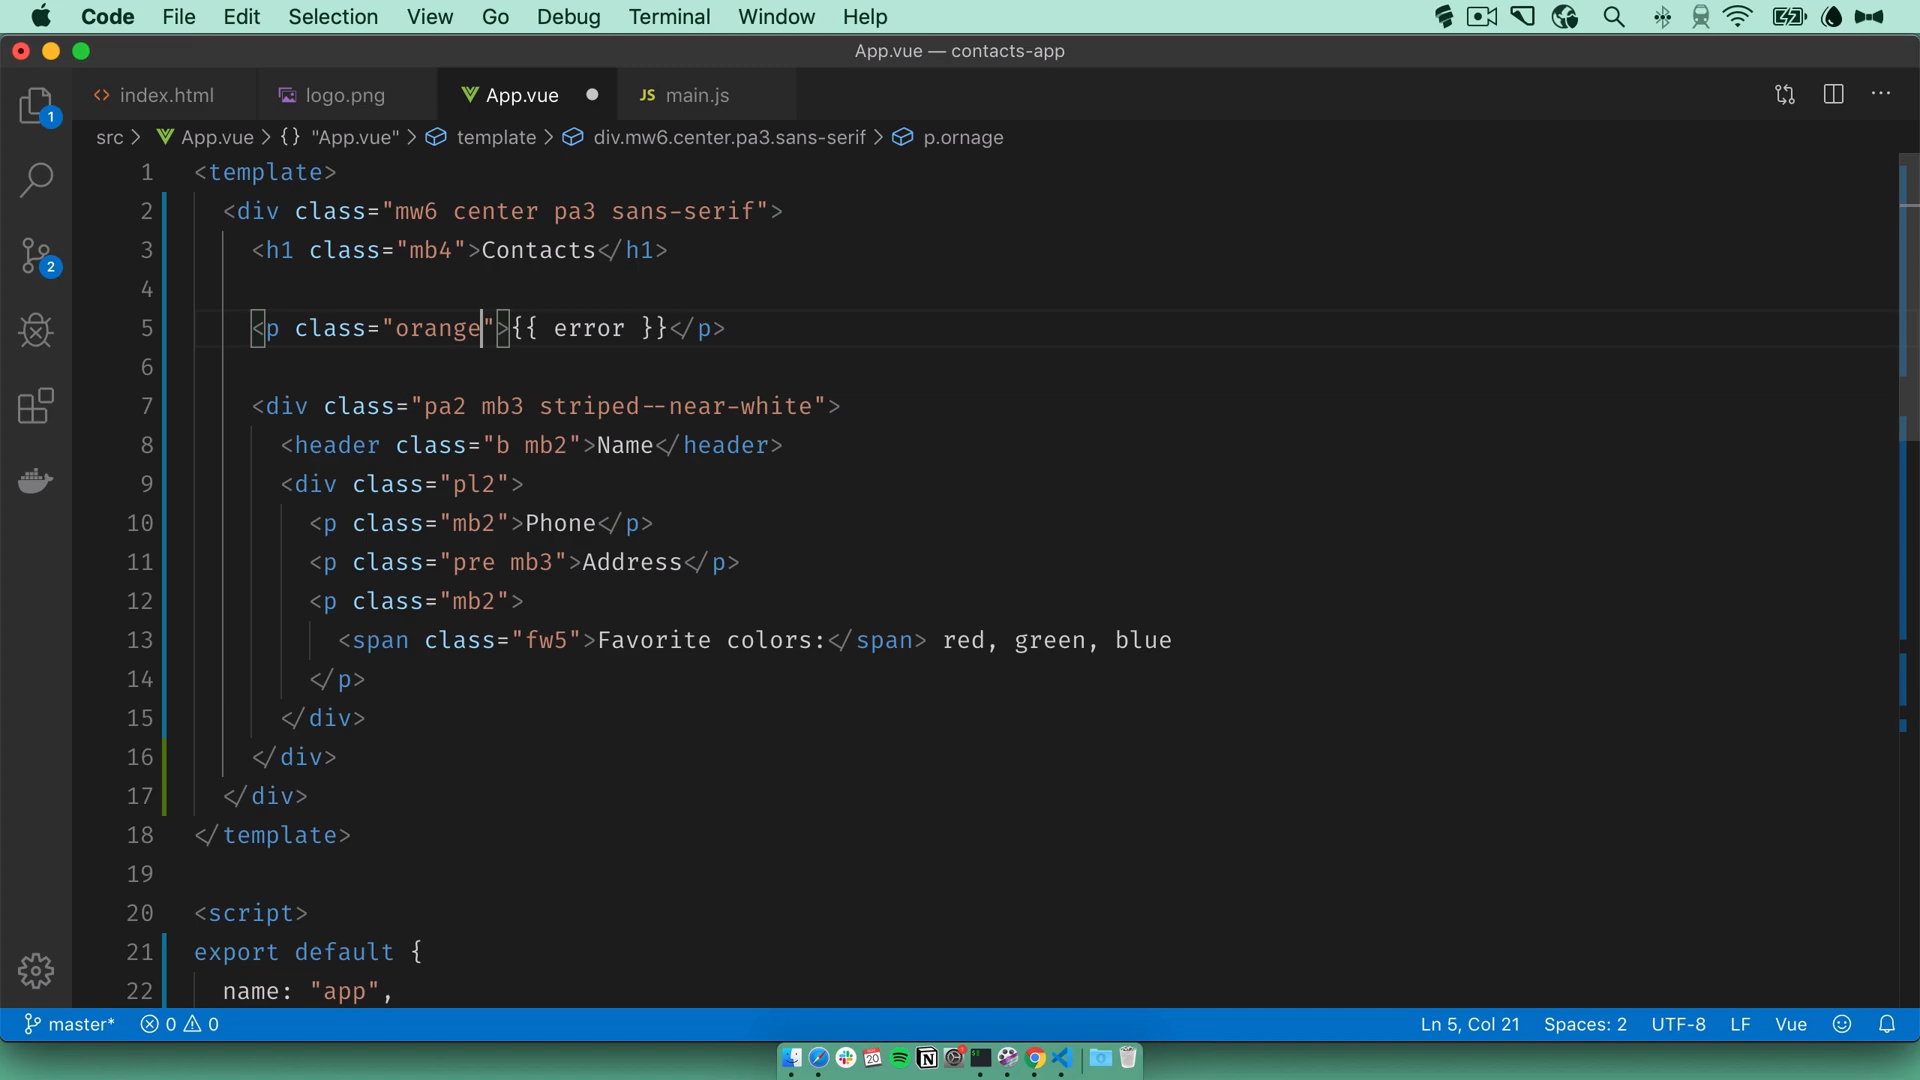 Code File Edit Selection View Go Debug Terminal Window Help
App.vue — contacts-app
1 index.html logo.png App.vue JS main.js
src > App.vue > {} "App.vue" > template > div.mw6.center.pa3.sans-serif > p.ornage
1 <template>
2 <div class="mw6 center pa3 sans-serif">
3 <h1 class="mb4">Contacts</h1>
4
5 <p class="orange">{{ error }}</p>
6
7 <div class="pa2 mb3 striped--near-white">
8 <header class="b mb2">Name</header>
9 <div class="pl2">
10 <p class="mb2">Phone</p>
11 <p class="pre mb3">Address</p>
12 <p class="mb2">
13 <span class="fw5">Favorite colors:</span> red, green, blue
14 </p>
15 </div>
16 </div>
17 </div>
18 </template>
19
20 <script>
21 export default {
22 name: "app",
2
master* 0 0 Ln 5, Col 21 Spaces: 2 UTF-8 LF Vue
20